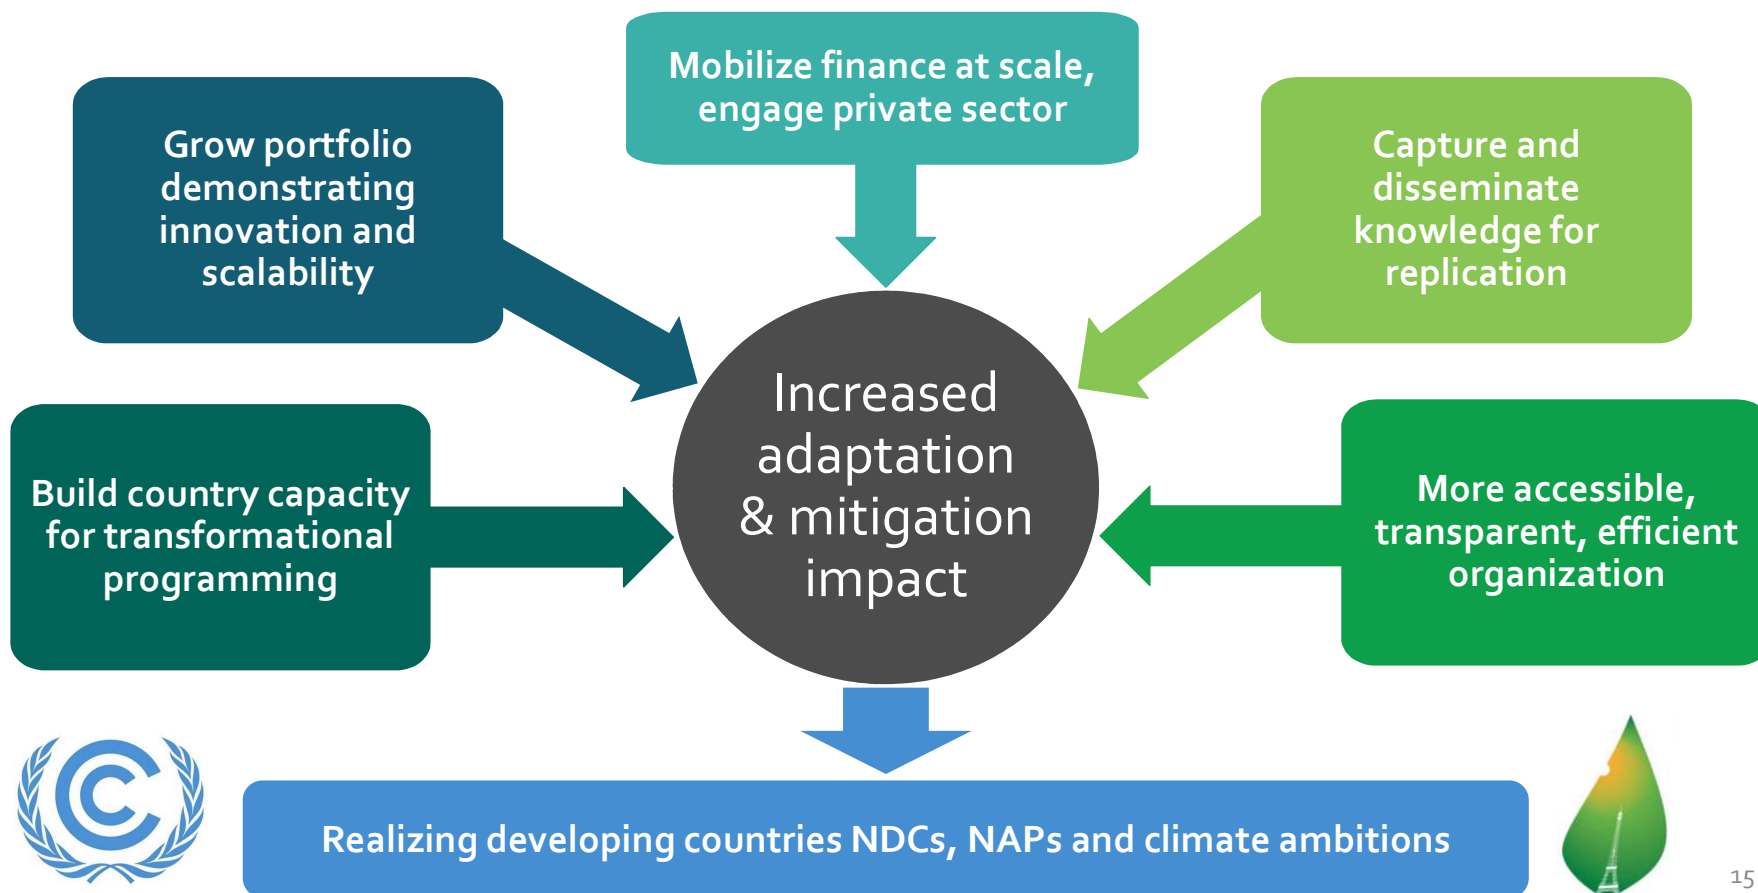 Mobilize finance at scale,
engage private sector
Grow portfolio
demonstrating
innovation and
scalability
Capture and
disseminate
knowledge for
replication
Increased
adaptation
& mitigation
impact
Build country capacity
for transformational
programming
More accessible,
transparent, efficient
organization
Realizing developing countries NDCs, NAPs and climate ambitions
15